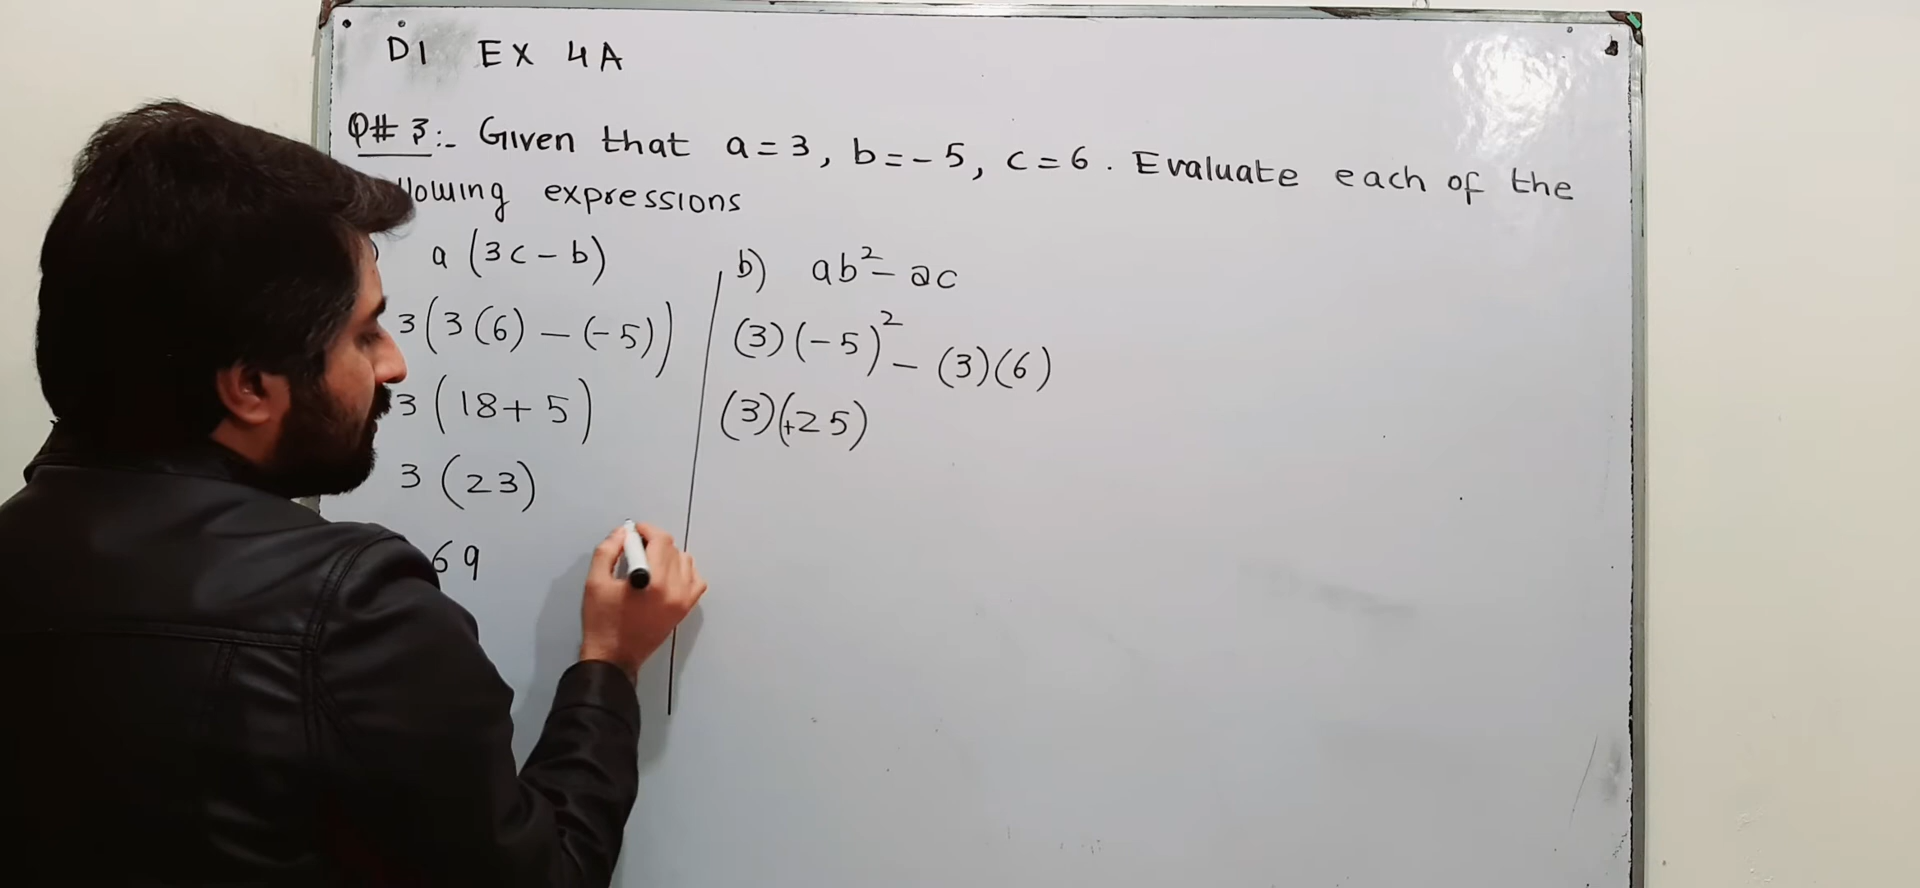 D1 EX 4A
Q# 3:- Given that a = 3, b = - 5, c = 6. Evaluate each of the
expressions
a (3c - b)
3(3(6) - (-5))
3 (18 + 5)
3 (23)
69
b) ab² - ac
(3)(-5)² - (3)(6)
(3)(+25)